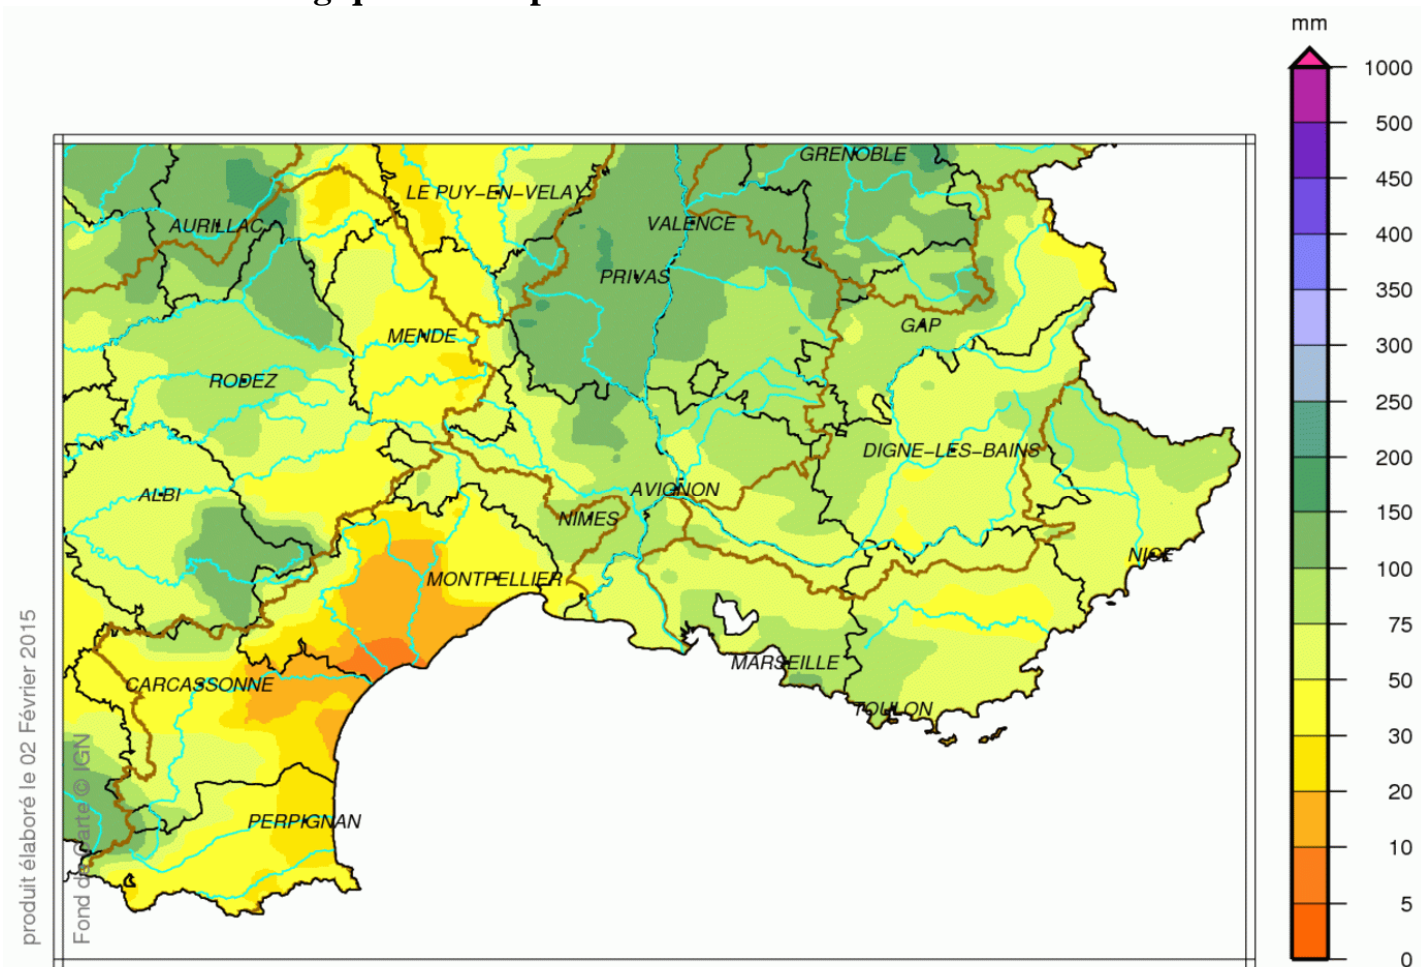 mm
1000
500
450
400
350
300
250
200
150
100
75
50
30
20
10
5
0
GRENOBLE
LE PUY-EN-VELAY
AURILLAC
VALENCE
PRIVAS
GAP
MENDE
RODEZ
DIGNE-LES-BAINS
ALBI
AVIGNON
NIMES
NICE
MONTPELLIER
MARSEILLE
CARCASSONNE
TOULON
PERPIGNAN
produit élaboré le 02 Février 2015
Fond de Carte © IGN